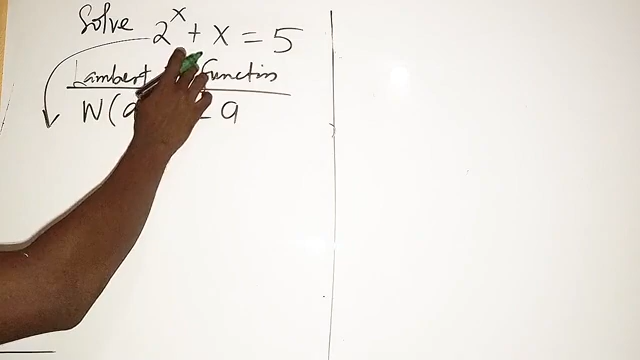 Solve 2^x + x = 5
Lambert Functin
W(a = a